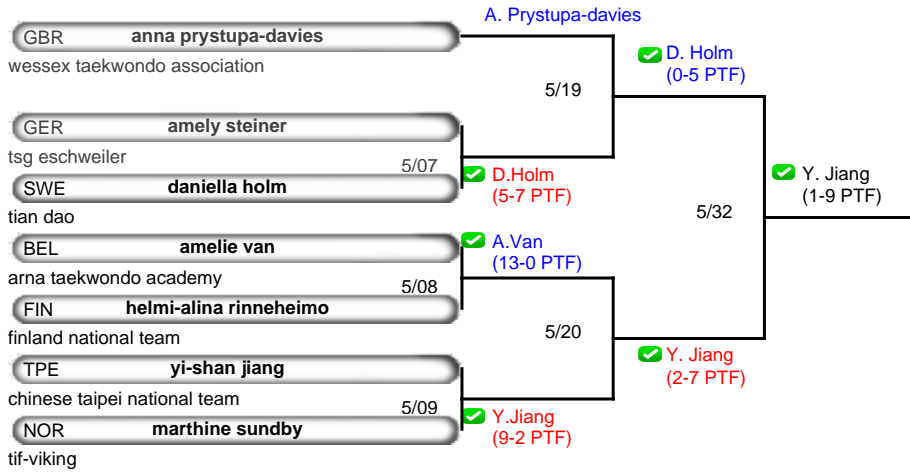 A. Prystupa-davies
GBR anna prystupa-davies
wessex taekwondo association
D. Holm
(0-5 PTF)
5/19
GER amely steiner
tsg eschweiler
5/07
SWE daniella holm
tian dao
D.Holm
(5-7 PTF)
Y. Jiang
(1-9 PTF)
5/32
BEL amelie van
arna taekwondo academy
A.Van
(13-0 PTF)
5/08
FIN helmi-alina rinneheimo
finland national team
5/20
TPE yi-shan jiang
chinese taipei national team
Y. Jiang
(2-7 PTF)
5/09
NOR marthine sundby
tif-viking
Y.Jiang
(9-2 PTF)